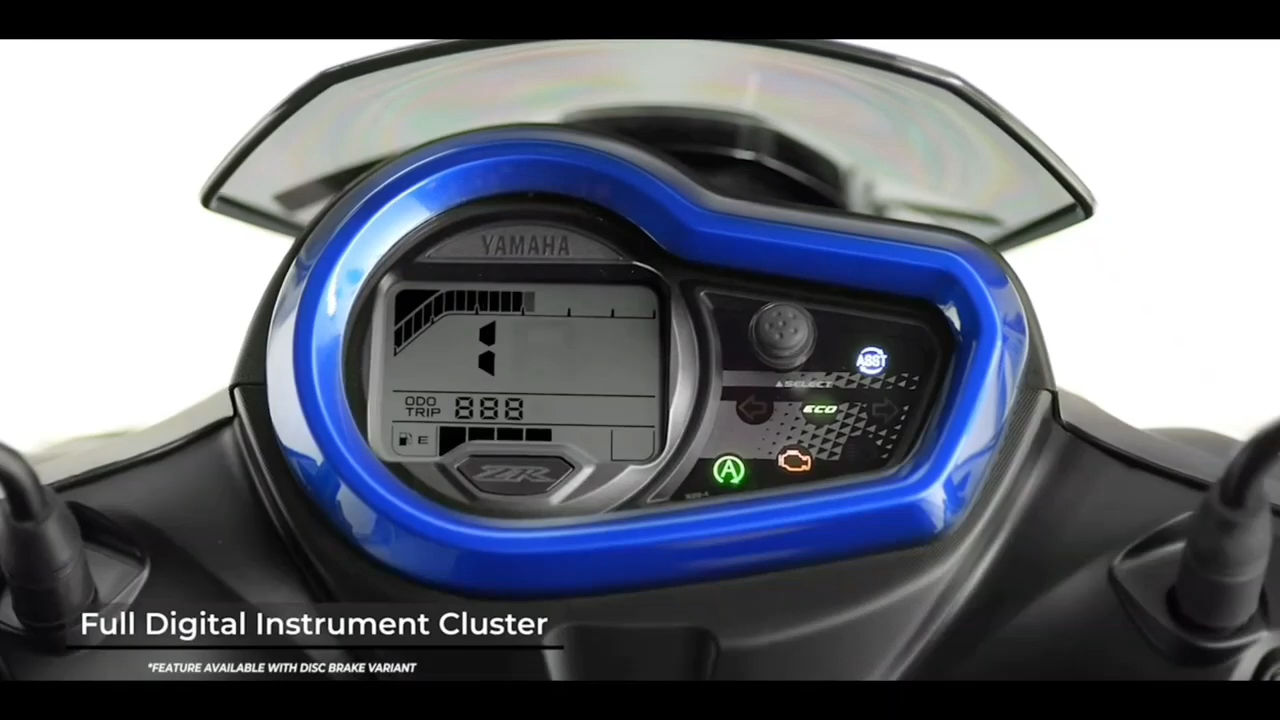 YAMAHA
ASST
▲SELECT
ODO
TRIP 888
ECO
E
A
ZR
Full Digital Instrument Cluster
*FEATURE AVAILABLE WITH DISC BRAKE VARIANT